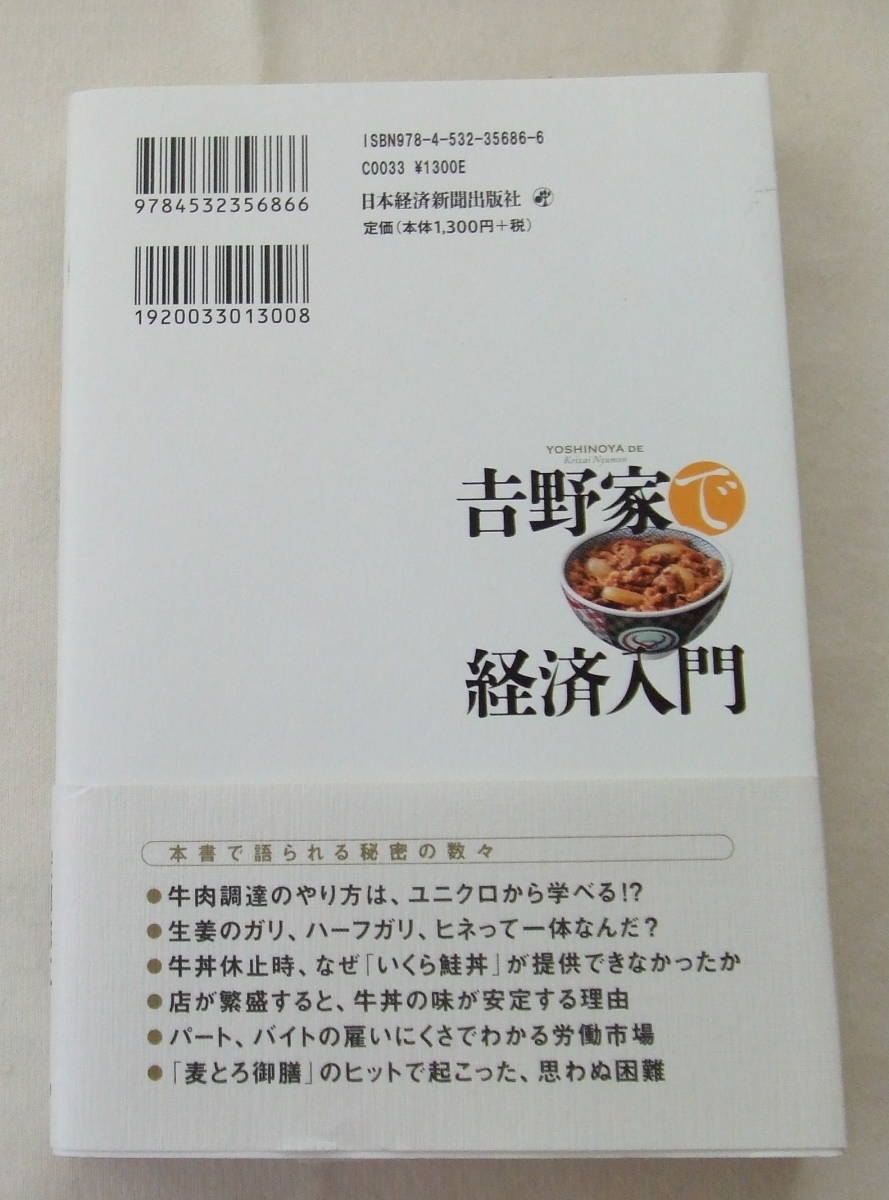 ISBN978-4-532-35686-6
C0033 ¥1300E
日本経済新聞出版社
定価(本体1,300円+税)
9784532356866
1920033013008
YOSHINOYA DE
Keizai Nyumon
𠮷野家で
経済入門
本書で語られる秘密の数々
●牛肉調達のやり方は、ユニクロから学べる!?
●生姜のガリ、ハーフガリ、ヒネって一体なんだ?
●牛丼休止時、なぜ「いくら鮭丼」が提供できなかったか
●店が繁盛すると、牛丼の味が安定する理由
●パート、バイトの雇いにくさでわかる労働市場
●「麦とろ御膳」のヒットで起こった、思わぬ困難